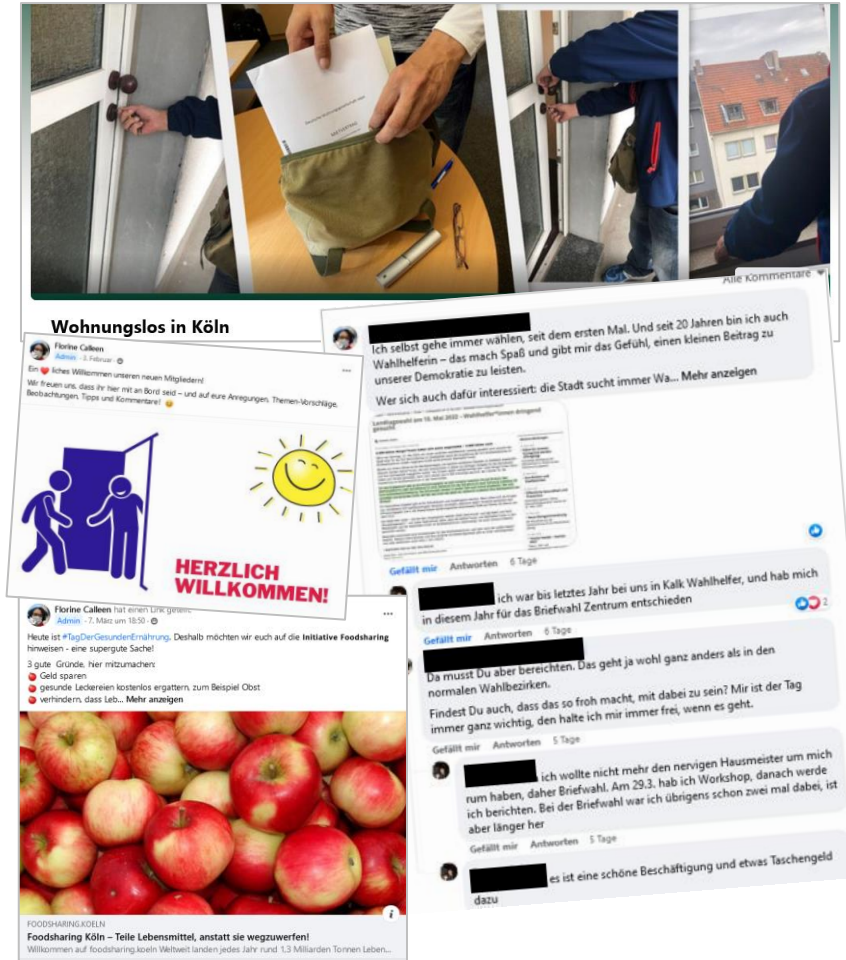 MIETVERTRAG
Wohnungslos in Köln
Alle Kommentare
Ich selbst gehe immer wählen, seit dem ersten Mal. Und seit 20 Jahren bin ich auch
Wahlhelferin – das mach Spaß und gibt mir das Gefühl, einen kleinen Beitrag zu
unserer Demokratie zu leisten.
Wer sich auch dafür interessiert: die Stadt sucht immer Wa... Mehr anzeigen
Landtagswahl am 15. Mai 2022 - Wahlhelfer*innen dringend
gesucht
Gefällt mir Antworten 6 Tage
ich war bis letztes Jahr bei uns in Kalk Wahlhelfer, und hab mich
in diesem Jahr für das Briefwahl Zentrum entschieden
2
Gefällt mir Antworten 6 Tage
Da musst Du aber bereichten. Das geht ja wohl ganz anders als in den
normalen Wahlbezirken.
Findest Du auch, dass das so froh macht, mit dabei zu sein? Mir ist der Tag
immer ganz wichtig, den halte ich mir immer frei, wenn es geht.
Gefällt mir Antworten 5 Tage
ich wollte nicht mehr den nervigen Hausmeister um mich
rum haben, daher Briefwahl. Am 29.3. hab ich Workshop, danach werde
ich berichten. Bei der Briefwahl war ich übrigens schon zwei mal dabei, ist
aber länger her
Gefällt mir Antworten 5 Tage
es ist eine schöne Beschäftigung und etwas Taschengeld
dazu
Florine Calleen
Admin · 3. Februar ·
Ein ❤️ liches Willkommen unseren neuen Mitgliedern!
Wir freuen uns, dass ihr hier mit an Bord seid – und auf eure Anregungen, Themen-Vorschläge,
Beobachtungen, Tipps und Kommentare! 😀
HERZLICH
WILLKOMMEN!
Florine Calleen hat einen Link geteilt.
Admin · 7. März um 18:50 ·
Heute ist #TagDerGesundenErnährung. Deshalb möchten wir euch auf die Initiative Foodsharing
hinweisen - eine supergute Sache!
3 gute Gründe, hier mitzumachen:
🍎 Geld sparen
🍎 gesunde Leckereien kostenlos ergattern, zum Beispiel Obst
🍎 verhindern, dass Leb... Mehr anzeigen
FOODSHARING.KOELN
Foodsharing Köln – Teile Lebensmittel, anstatt sie wegzuwerfen!
Willkommen auf foodsharing.koeln Weltweit landen jedes Jahr rund 1,3 Milliarden Tonnen Leben...